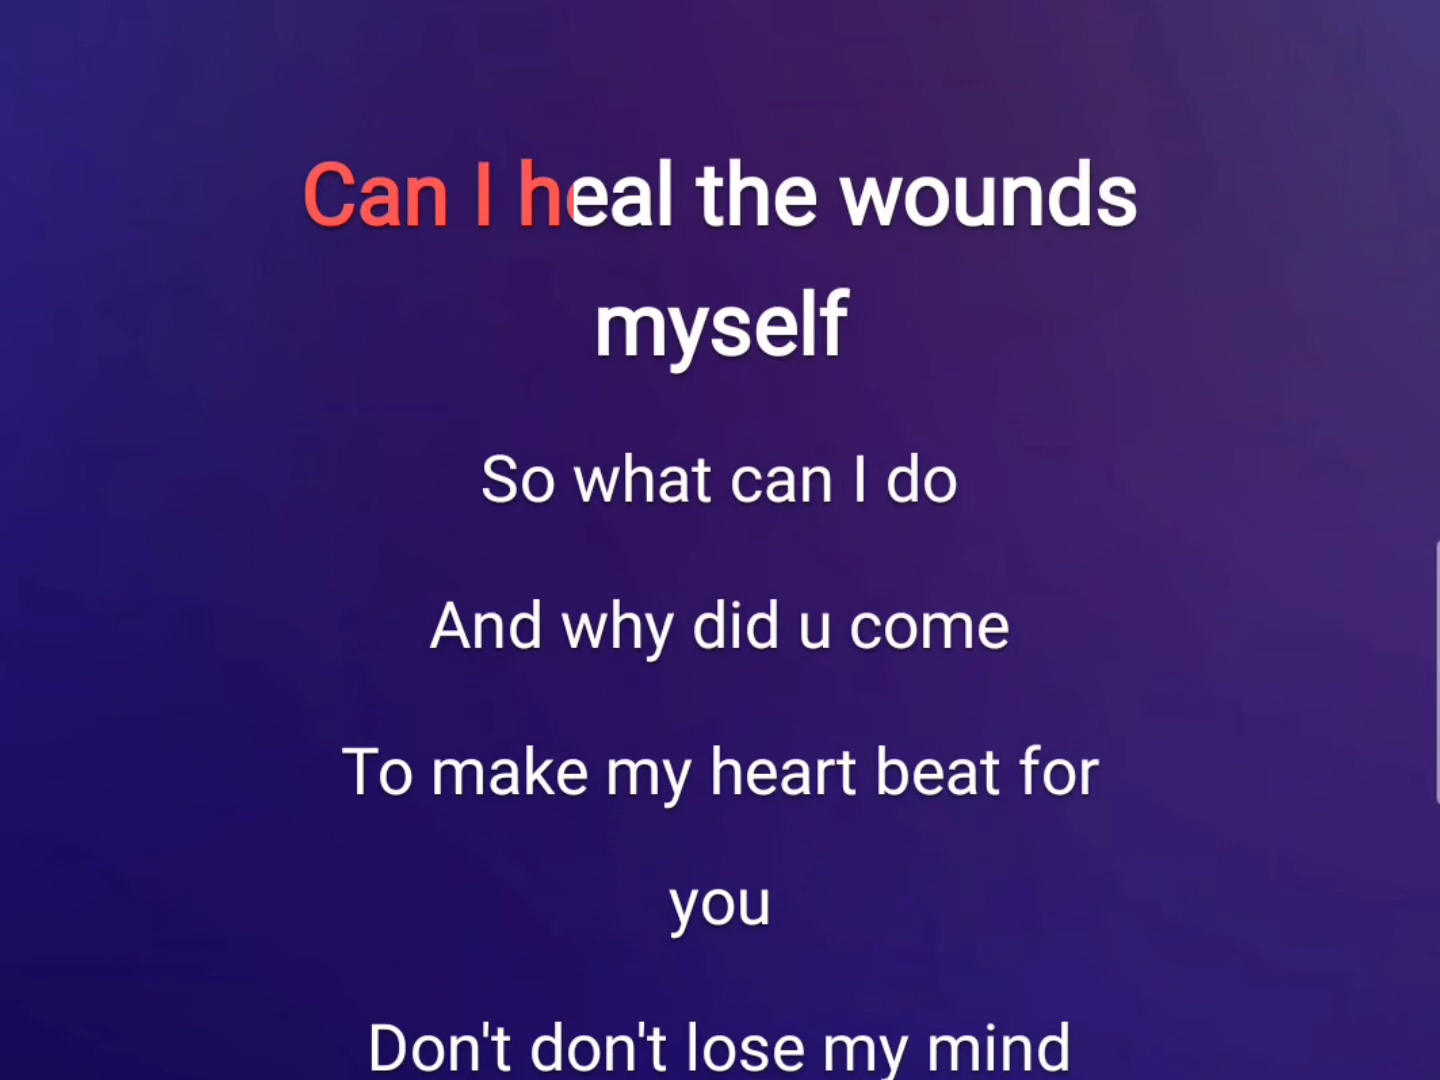 Can I heal the wounds
myself
So what can I do
And why did u come
To make my heart beat for
you
Don't don't lose my mind